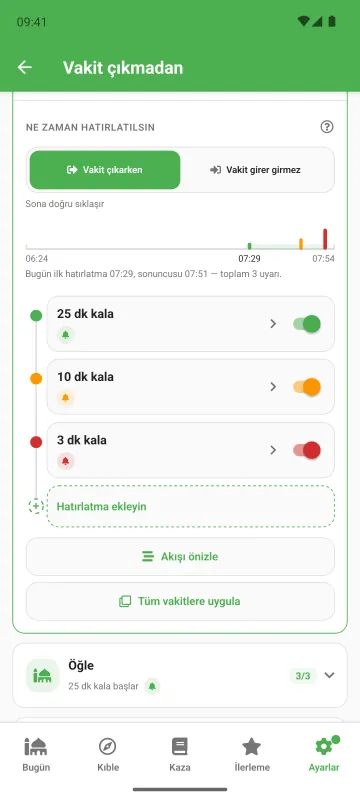 09:41
Vakit çıkmadan
NE ZAMAN HATIRLATILSIN
Vakit çıkarken
Vakit girer girmez
Sona doğru sıklaşır
06:24
07:29
07:54
Bugün ilk hatırlatma 07:29, sonuncusu 07:51 — toplam 3 uyarı.
25 dk kala
10 dk kala
3 dk kala
Hatırlatma ekleyin
Akışı önizle
Tüm vakitlere uygula
Öğle
25 dk kala başlar
3/3
Bugün
Kıble
Kaza
İlerleme
Ayarlar